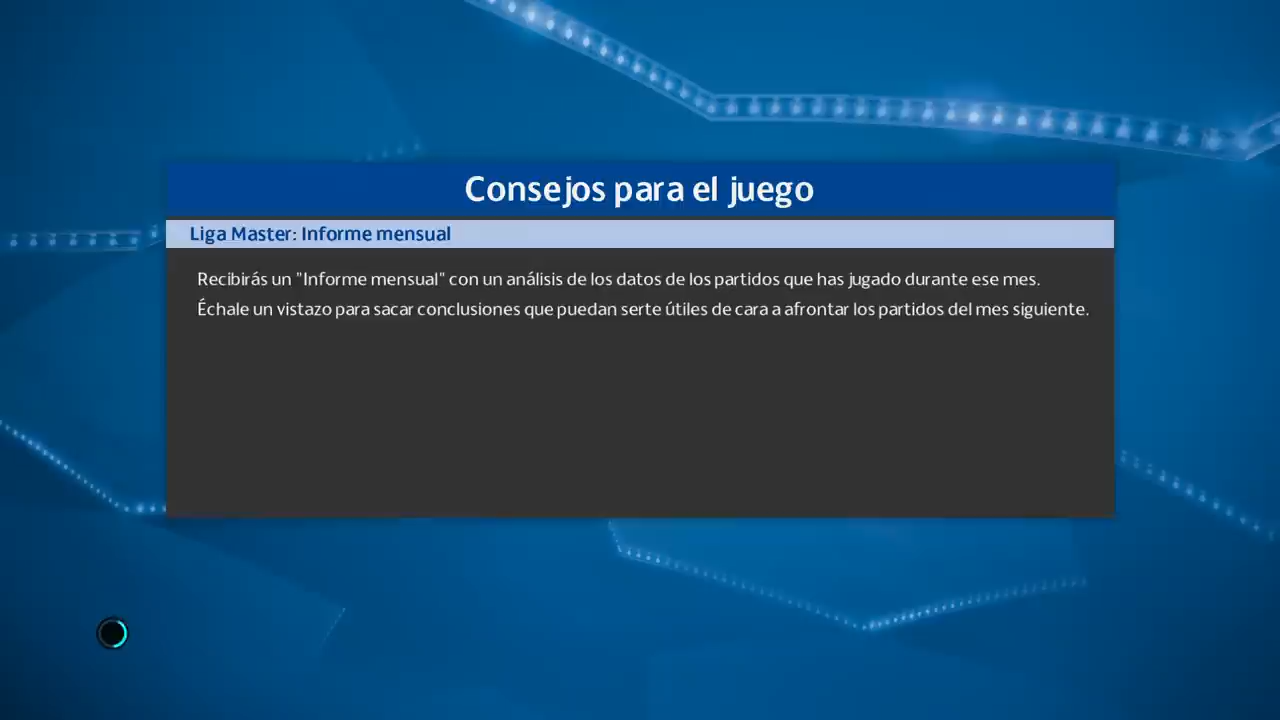 Consejos para el juego
Liga Master: Informe mensual
Recibirás un "Informe mensual" con un análisis de los datos de los partidos que has jugado durante ese mes.
Échale un vistazo para sacar conclusiones que puedan serte útiles de cara a afrontar los partidos del mes siguiente.